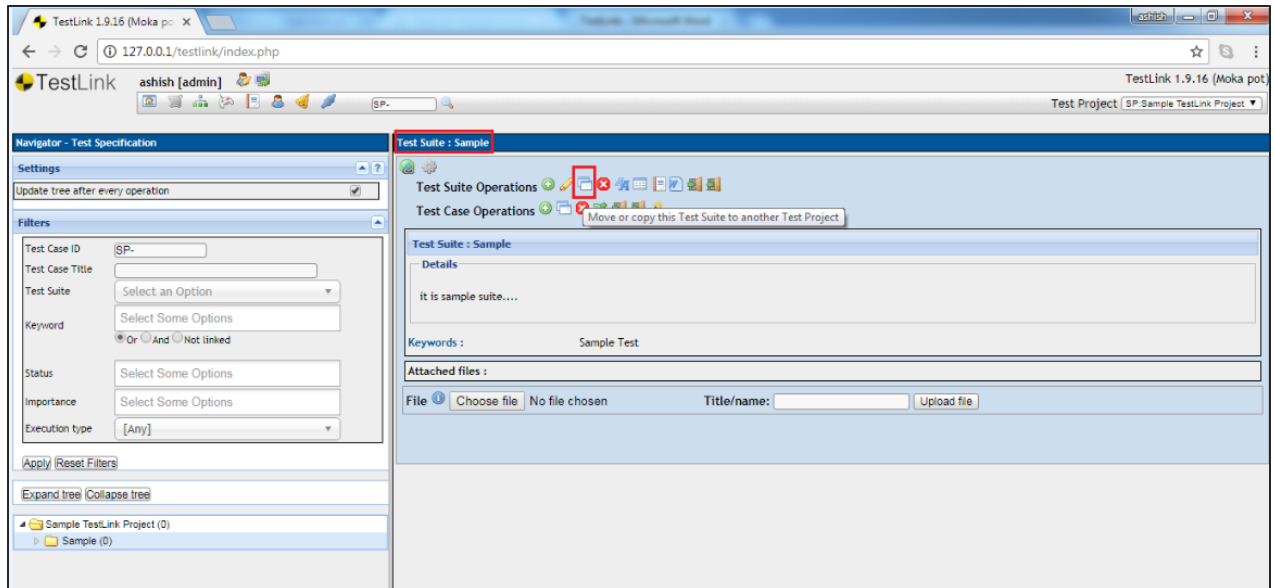 TestLink 1.9.16 (Moka po
TestLink - Microsoft Word
ashish
127.0.0.1/testlink/index.php
TestLink
ashish [admin]
TestLink 1.9.16 (Moka pot)
SP-
Test Project SP:Sample TestLink Project
Navigator - Test Specification
Settings
?
Update tree after every operation
Filters
Test Case ID SP-
Test Case Title
Test Suite Select an Option
Keyword Select Some Options
Or And Not linked
Status Select Some Options
Importance Select Some Options
Execution type [Any]
Apply Reset Filters
Expand tree Collapse tree
Sample TestLink Project (0)
Sample (0)
Test Suite : Sample
Test Suite Operations
Test Case Operations
Move or copy this Test Suite to another Test Project
Test Suite : Sample
Details
it is sample suite....
Keywords : Sample Test
Attached files :
File Choose file No file chosen Title/name: Upload file